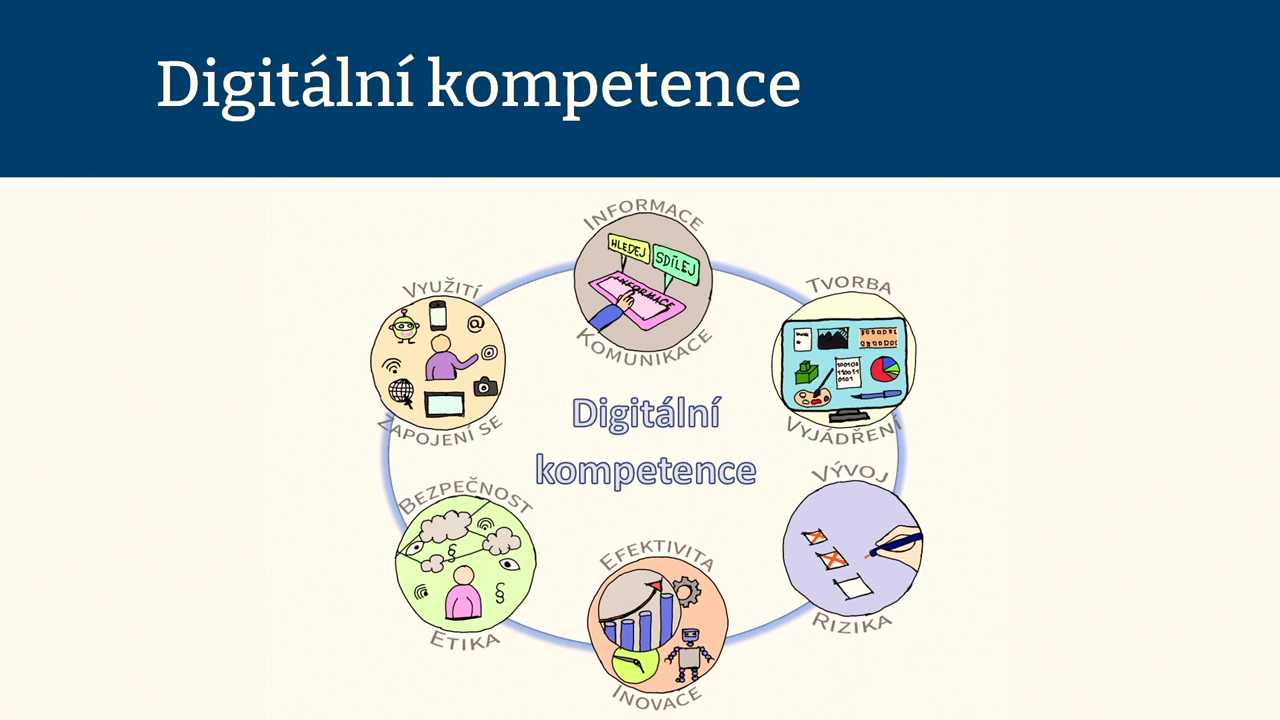 Digitální kompetence
INFORMACE
HLEDEJ
SDÍLEJ
INFORMACE
KOMUNIKACE
TVORBA
VYJÁDŘENÍ
VÝVOJ
RIZIKA
EFEKTIVITA
INOVACE
BEZPEČNOST
ETIKA
VYUŽITÍ
@
ZAPOJENÍ SE
Digitální
kompetence
§
§